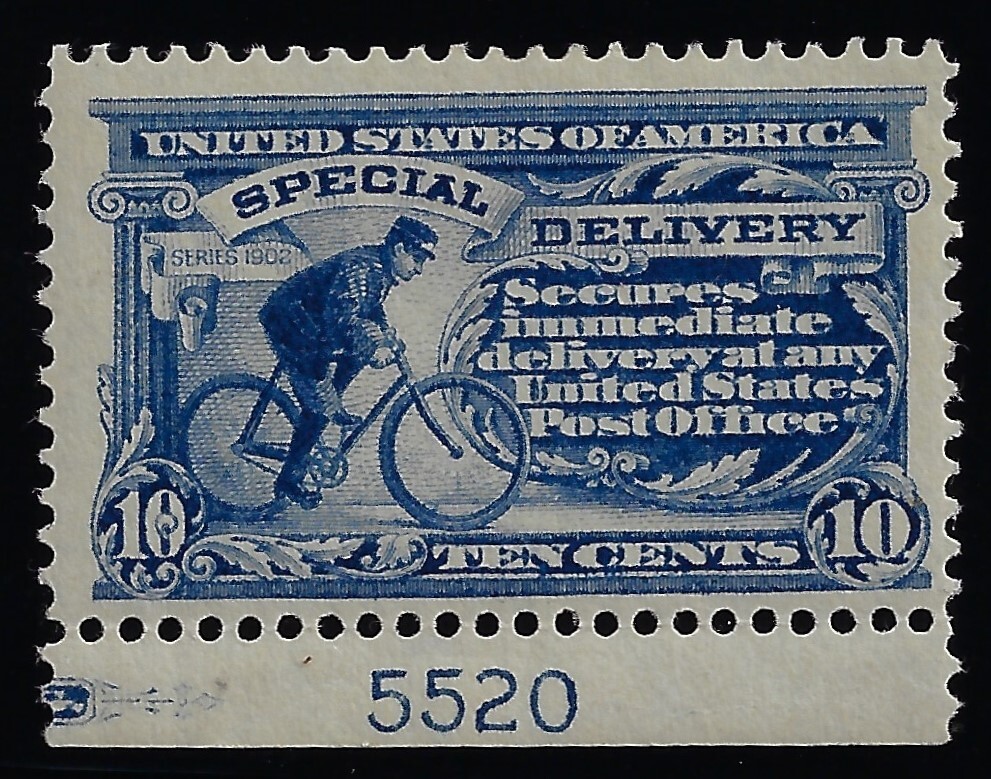 UNITED STATES OF AMERICA
SPECIAL
DELIVERY
SERIES 1902
Secures
immediate
delivery at any
United States
Post Office
10
TEN CENTS
10
5520